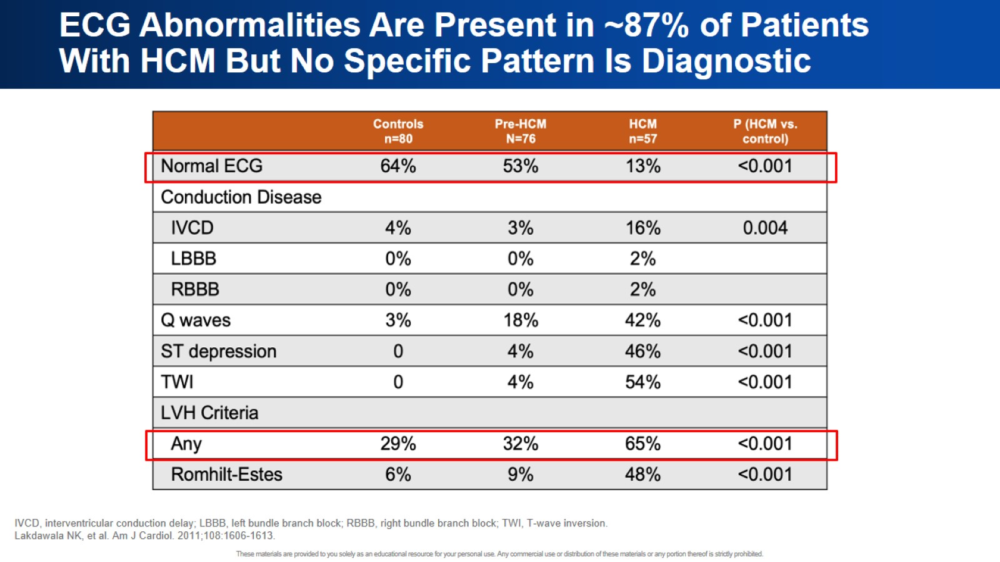 ECG Abnormalities Are Present in ~87% of Patients
With HCM But No Specific Pattern Is Diagnostic
Controls n=80 Pre-HCM N=76 HCM n=57 P (HCM vs. control)
Normal ECG 64% 53% 13% <0.001
Conduction Disease
IVCD 4% 3% 16% 0.004
LBBB 0% 0% 2%
RBBB 0% 0% 2%
Q waves 3% 18% 42% <0.001
ST depression 0 4% 46% <0.001
TWI 0 4% 54% <0.001
LVH Criteria
Any 29% 32% 65% <0.001
Romhilt-Estes 6% 9% 48% <0.001
IVCD, interventricular conduction delay; LBBB, left bundle branch block; RBBB, right bundle branch block; TWI, T-wave inversion.
Lakdawala NK, et al. Am J Cardiol. 2011;108:1606-1613.
These materials are provided to you solely as an educational resource for your personal use. Any commercial use or distribution of these materials or any portion thereof is strictly prohibited.